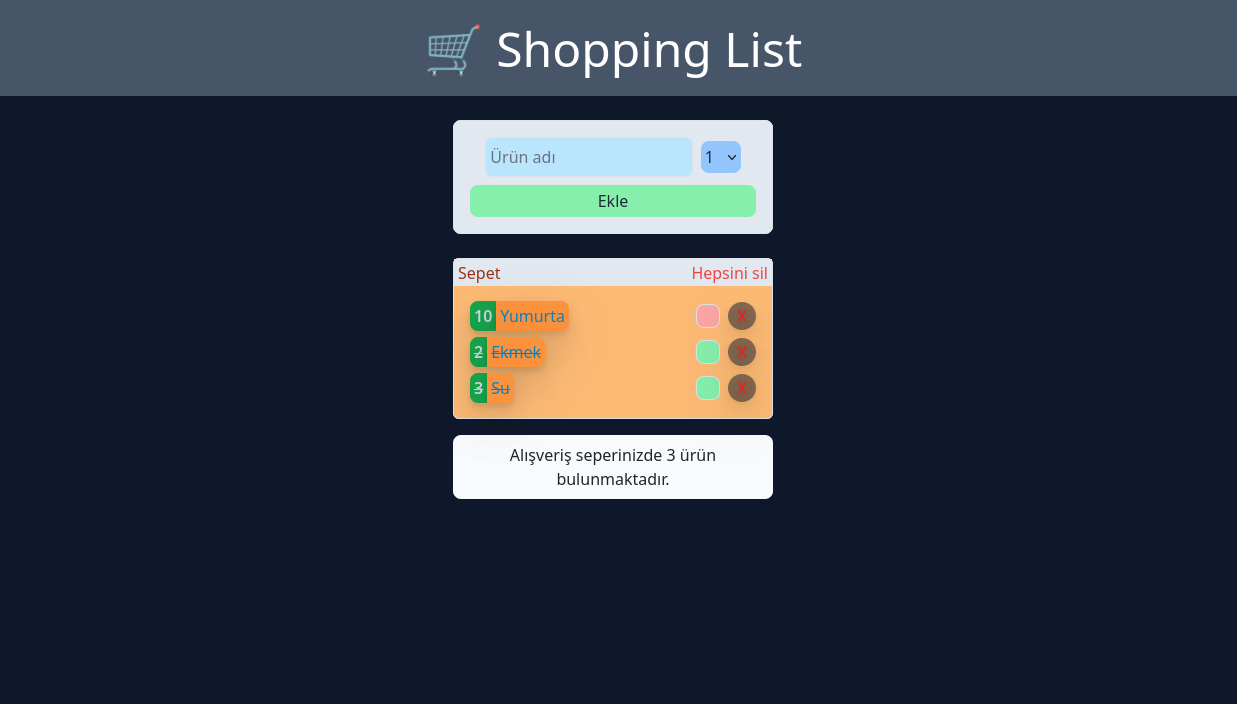 🛒 Shopping List
Ürün adı 1
Ekle
Sepet Hepsini sil
10 Yumurta X
2 Ekmek X
3 Su X
Alışveriş seperinizde 3 ürün
bulunmaktadır.